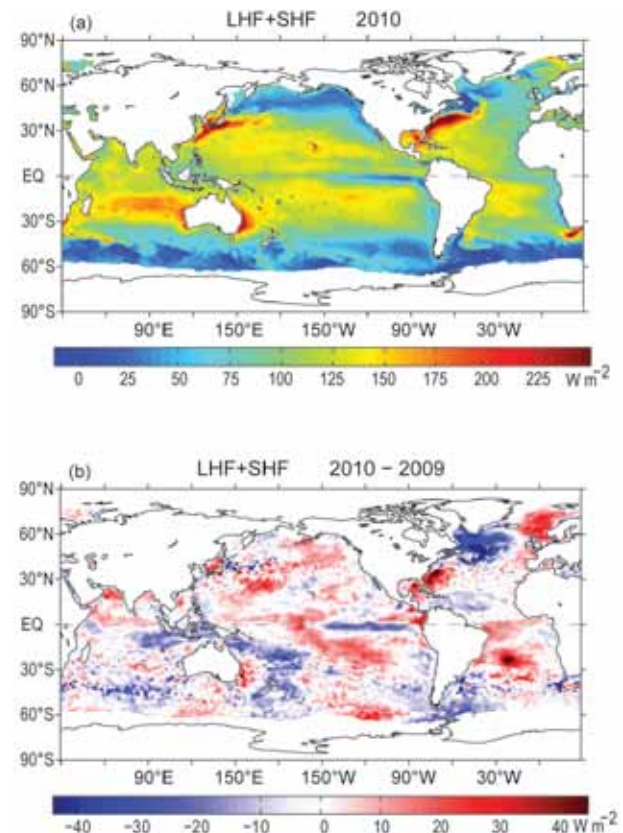 (a) LHF+SHF 2010
90°N
60°N
30°N
EQ
30°S
60°S
90°S
90°E 150°E 150°W 90°W 30°W
0 25 50 75 100 125 150 175 200 225 W m⁻²
(b) LHF+SHF 2010 − 2009
90°N
60°N
30°N
EQ
30°S
60°S
90°S
90°E 150°E 150°W 90°W 30°W
−40 −30 −20 −10 0 10 20 30 40 W m⁻²